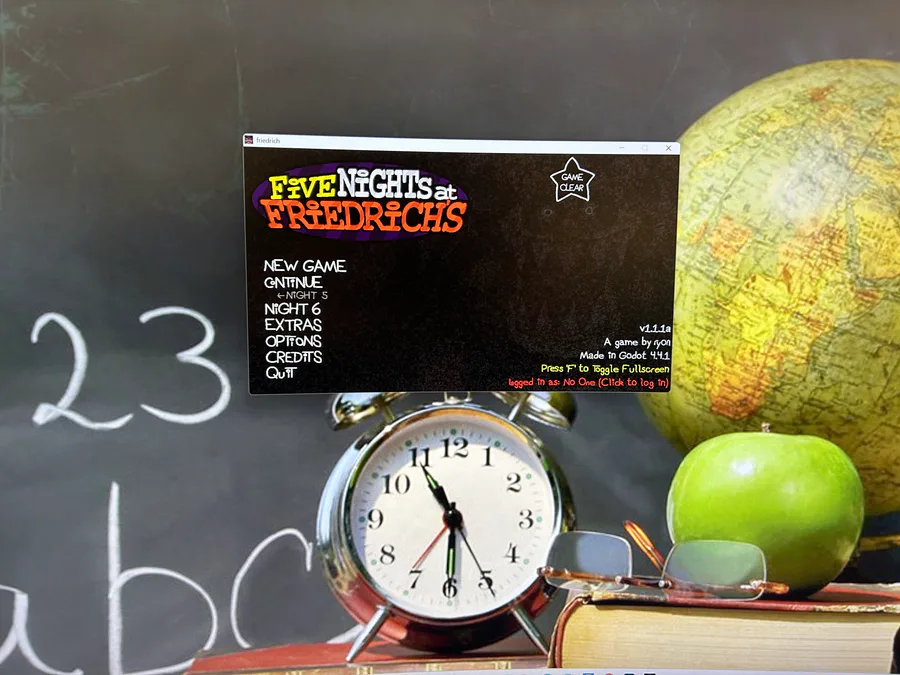 friedrich
FiVE NiGHTs at
FRiEDRiCH'S
GAME
CLEAR
NEW GAME
CONTINUE
←NIGHT 5
NIGHT 6
EXTRAS
OPTIONS
CREDITS
QUIT
v1.1.1a
A game by ryon
Made in Godot 4.4.1
Press 'F' to Toggle Fullscreen
logged in as: No One (Click to log in)
23
abc
11 12 1
10 2
9 3
8 4
7 6 5